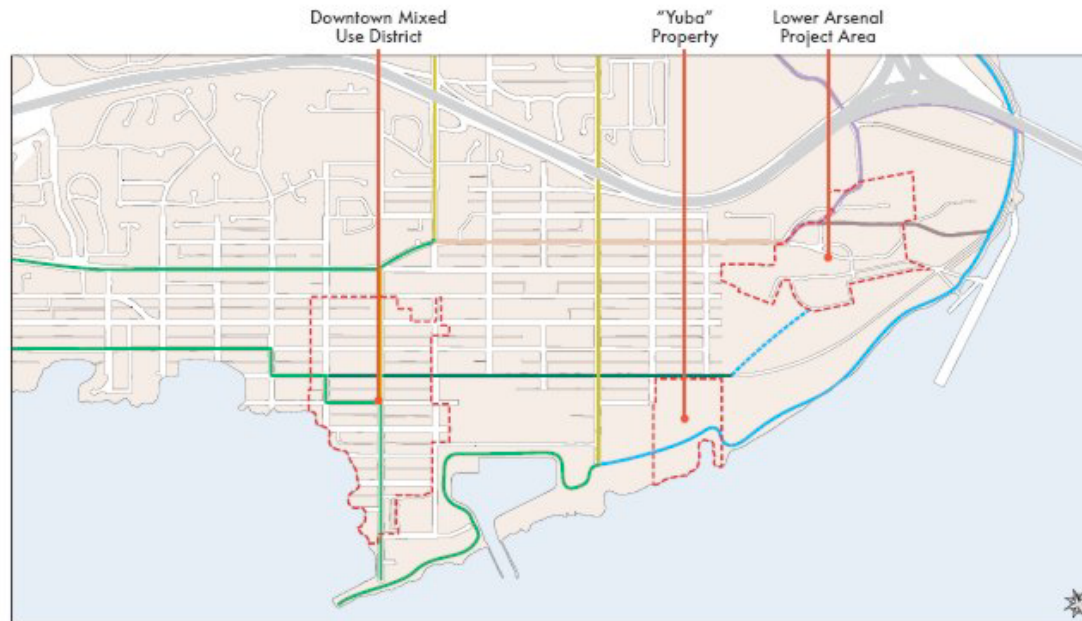 Downtown Mixed
Use District
“Yuba”
Property
Lower Arsenal
Project Area